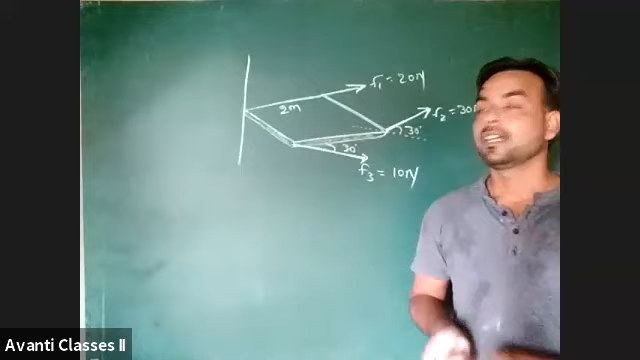 f₁ = 20N
2m
f₂ = 30N
30°
30°
f₃ = 10N
Avanti Classes II